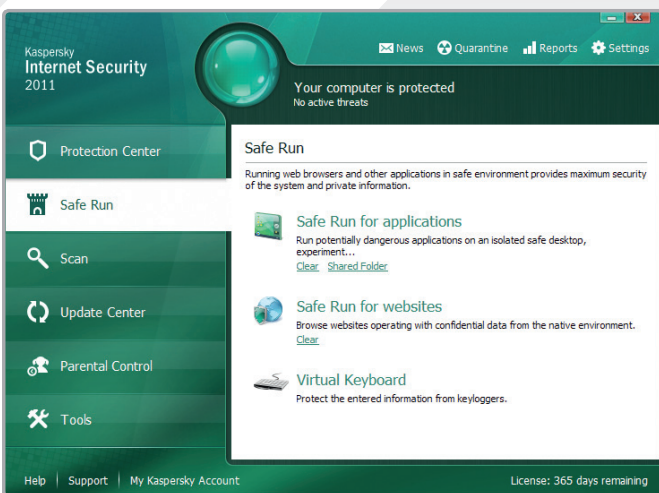 Kaspersky
Internet Security
2011
News Quarantine Reports Settings
Your computer is protected
No active threats
Protection Center
Safe Run
Scan
Update Center
Parental Control
Tools
Safe Run
Running web browsers and other applications in safe environment provides maximum security
of the system and private information.
Safe Run for applications
Run potentially dangerous applications on an isolated safe desktop,
experiment...
Clear Shared Folder
Safe Run for websites
Browse websites operating with confidential data from the native environment.
Clear
Virtual Keyboard
Protect the entered information from keyloggers.
Help Support My Kaspersky Account
License: 365 days remaining